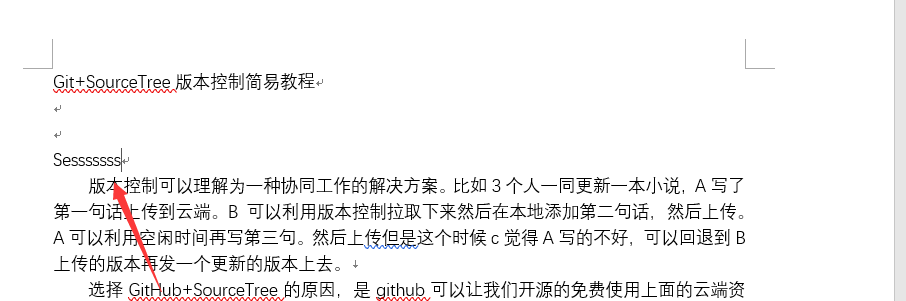 Git+SourceTree 版本控制简易教程
Sesssssss
版本控制可以理解为一种协同工作的解决方案。比如 3 个人一同更新一本小说，A 写了
第一句话上传到云端。B 可以利用版本控制拉取下来然后在本地添加第二句话，然后上传。
A 可以利用空闲时间再写第三句。然后上传但是这个时候 c 觉得 A 写的不好，可以回退到 B
上传的版本再发一个更新的版本上去。
选择 GitHub+SourceTree 的原因，是 github 可以让我们开源的免费使用上面的云端资